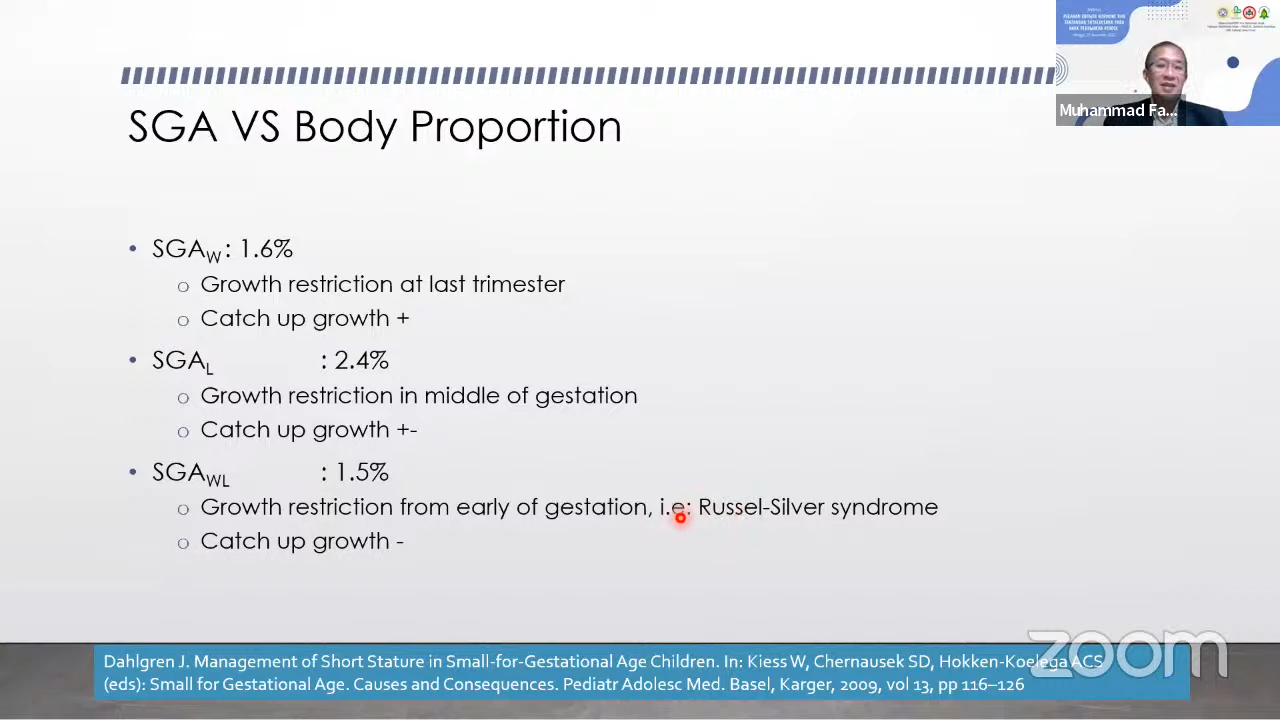 PERANAN GROWTH HORMONE DAN
SGA VS Body Proportion
Muhammad Fa...
• SGAW : 1.6%
o Growth restriction at last trimester
o Catch up growth +
• SGAL : 2.4%
o Growth restriction in middle of gestation
o Catch up growth +-
• SGAWL : 1.5%
o Growth restriction from early of gestation, i.e: Russel-Silver syndrome
o Catch up growth -
zoom
Dahlgren J. Management of Short Stature in Small-for-Gestational Age Children. In: Kiess W, Chernausek SD, Hokken-Koelega ACS
(eds): Small for Gestational Age. Causes and Consequences. Pediatr Adolesc Med. Basel, Karger, 2009, vol 13, pp 116–126